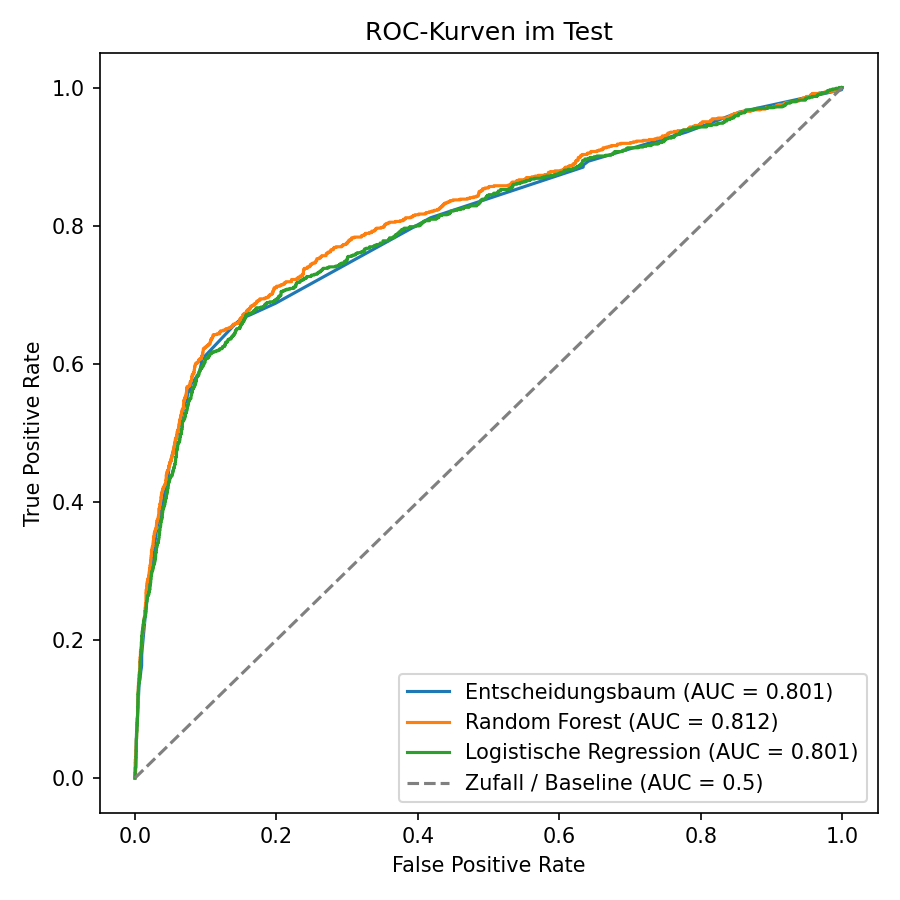 ROC-Kurven im Test
True Positive Rate
1.0
0.8
0.6
0.4
0.2
0.0
Entscheidungsbaum (AUC = 0.801)
Random Forest (AUC = 0.812)
Logistische Regression (AUC = 0.801)
Zufall / Baseline (AUC = 0.5)
0.0 0.2 0.4 0.6 0.8 1.0
False Positive Rate